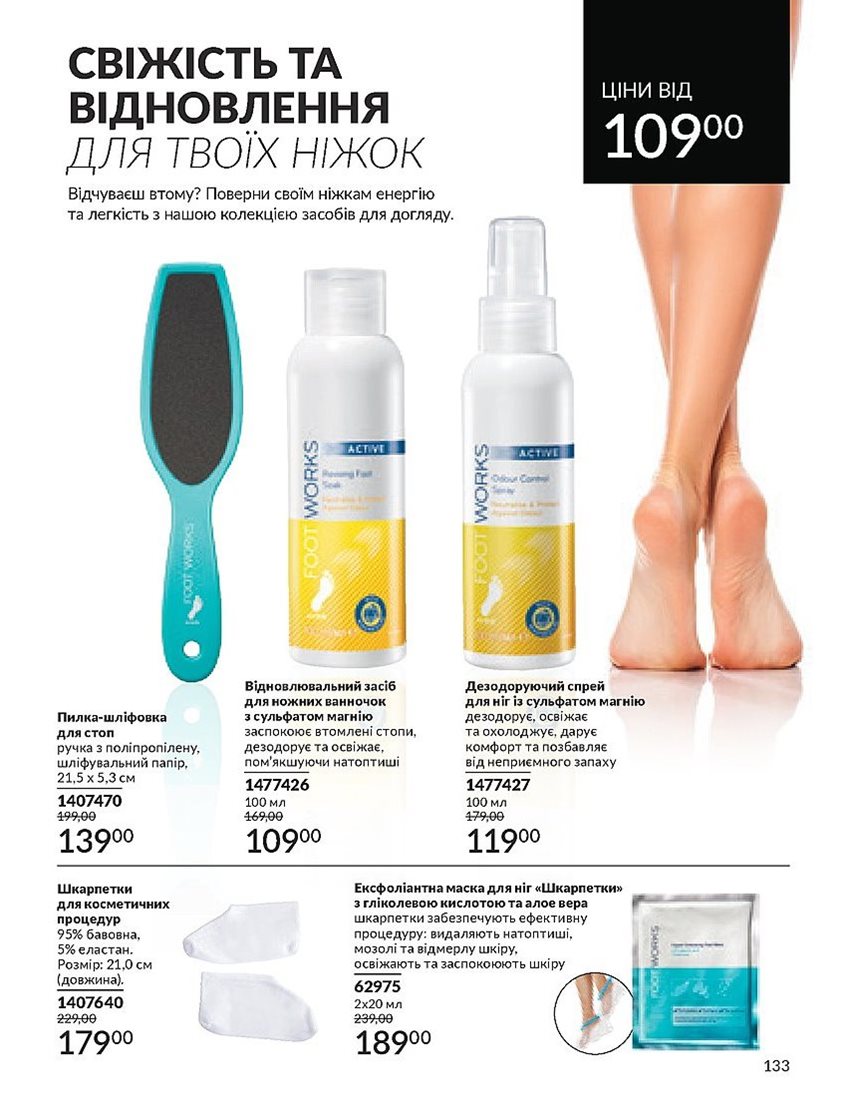 СВІЖІСТЬ ТА
ВІДНОВЛЕННЯ
ДЛЯ ТВОЇХ НІЖОК
Відчуваєш втому? Поверни своїм ніжкам енергію
та легкість з нашою колекцією засобів для догляду.
ЦІНИ ВІД
109⁰⁰
FOOT WORKS
FOOT WORKS
ACTIVE
Reviving Foot
Soak
FOOT WORKS
ACTIVE
Odour Control
Spray
Neutralise & Protect
Пилка-шліфовка
для стоп
ручка з поліпропілену,
шліфувальний папір,
21,5 х 5,3 см
1407470
199,00
139⁰⁰
Відновлювальний засіб
для ножних ванночок
з сульфатом магнію
заспокоює втомлені стопи,
дезодорує та освіжає,
пом'якшуючи натоптиші
1477426
100 мл
169,00
109⁰⁰
Дезодоруючий спрей
для ніг із сульфатом магнію
дезодорує, освіжає
та охолоджує, дарує
комфорт та позбавляє
від неприємного запаху
1477427
100 мл
179,00
119⁰⁰
Шкарпетки
для косметичних
процедур
95% бавовна,
5% еластан.
Розмір: 21,0 см
(довжина).
1407640
229,00
179⁰⁰
Ексфоліантна маска для ніг «Шкарпетки»
з гліколевою кислотою та алое вера
шкарпетки забезпечують ефективну
процедуру: видаляють натоптиші,
мозолі та відмерлу шкіру,
освіжають та заспокоюють шкіру
62975
2х20 мл
239,00
189⁰⁰
FOOT WORKS
133